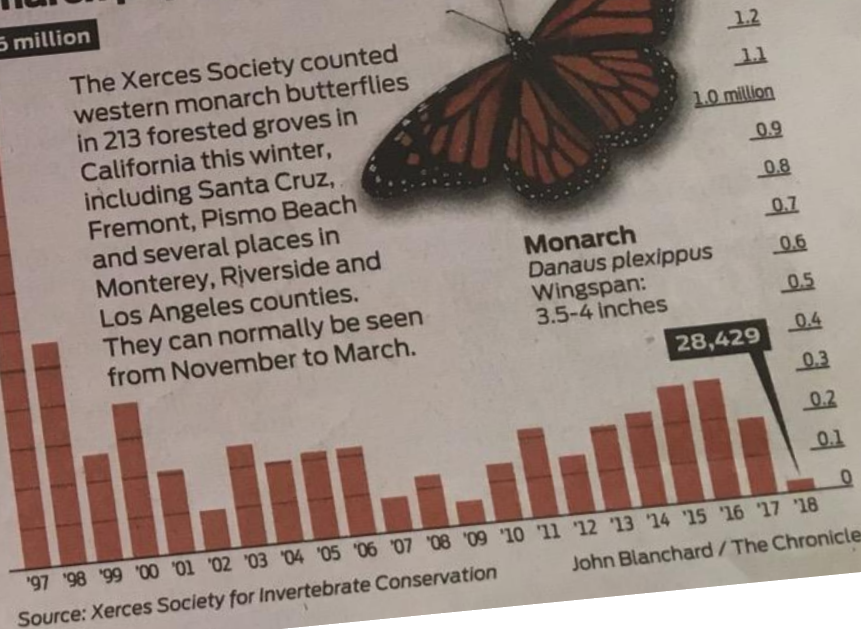 5 million
The Xerces Society counted
western monarch butterflies
in 213 forested groves in
California this winter,
including Santa Cruz,
Fremont, Pismo Beach
and several places in
Monterey, Riverside and
Los Angeles counties.
They can normally be seen
from November to March.
Monarch
Danaus plexippus
Wingspan:
3.5-4 inches
28,429
1.2
1.1
1.0 million
0.9
0.8
0.7
0.6
0.5
0.4
0.3
0.2
0.1
0
'97 '98 '99 '00 '01 '02 '03 '04 '05 '06 '07 '08 '09 '10 '11 '12 '13 '14 '15 '16 '17 '18
Source: Xerces Society for Invertebrate Conservation
John Blanchard / The Chronicle